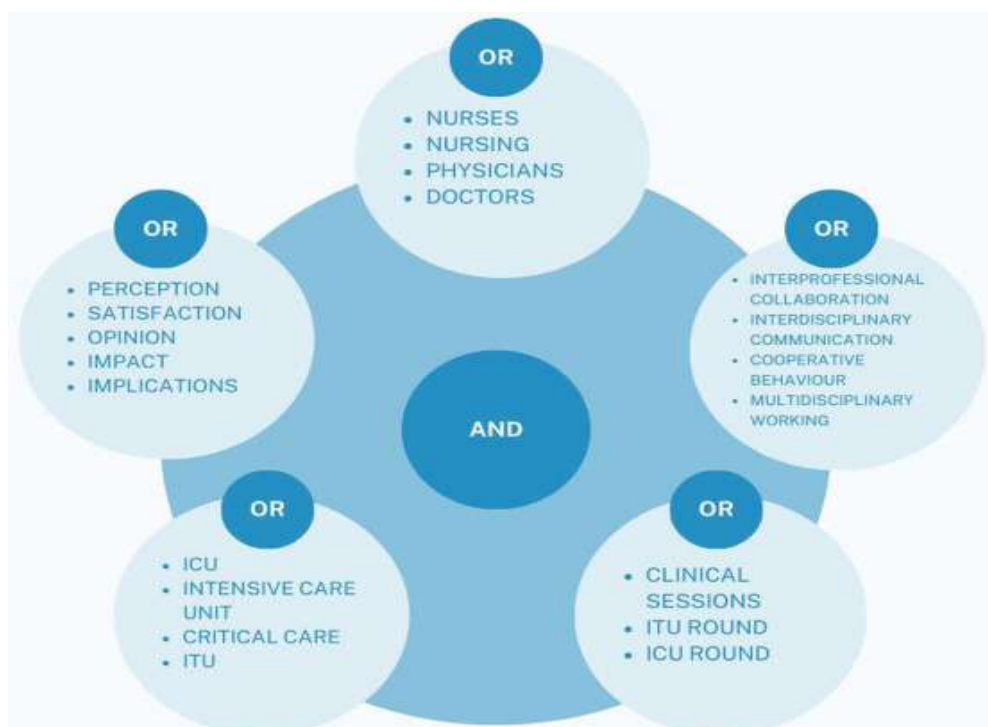 OR
• NURSES
• NURSING
• PHYSICIANS
• DOCTORS
OR
• PERCEPTION
• SATISFACTION
• OPINION
• IMPACT
• IMPLICATIONS
OR
• INTERPROFESSIONAL
COLLABORATION
• INTERDISCIPLINARY
COMMUNICATION
• COOPERATIVE
BEHAVIOUR
• MULTIDISCIPLINARY
WORKING
AND
OR
• ICU
• INTENSIVE CARE
UNIT
• CRITICAL CARE
• ITU
OR
• CLINICAL
SESSIONS
• ITU ROUND
• ICU ROUND